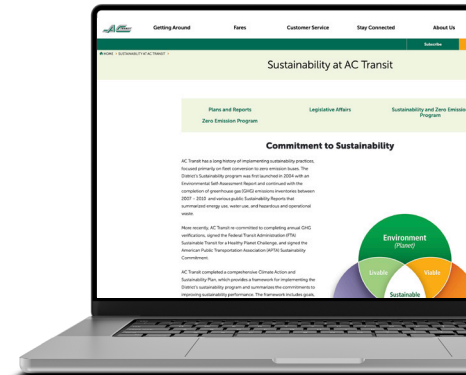 Getting Around Fares Customer Service Stay Connected About Us
Subscribe
HOME > SUSTAINABILITY AT AC TRANSIT >
Sustainability at AC Transit
Plans and Reports Legislative Affairs Sustainability and Zero Emission
Zero Emission Program Program
Commitment to Sustainability
AC Transit has a long history of implementing sustainability practices,
focused primarily on fleet conversion to zero emission buses. The
District's Sustainability program was first launched in 2004 with an
Environmental Self-Assessment Report and continued with the
completion of greenhouse gas (GHG) emissions inventories between
2007 – 2010 and various public Sustainability Reports that
summarized energy use, water use, and hazardous and operational
waste.
More recently, AC Transit re-committed to completing annual GHG
verifications, signed the Federal Transit Administration (FTA)
Sustainable Transit for a Healthy Planet Challenge, and signed the
American Public Transportation Association (APTA) Sustainability
Commitment.
AC Transit completed a comprehensive Climate Action and
Sustainability Plan, which provides a framework for implementing the
District's sustainability program and summarizes the commitments to
improving sustainability performance. The framework includes goals,
Environment
(Planet)
Livable Viable
Sustainable